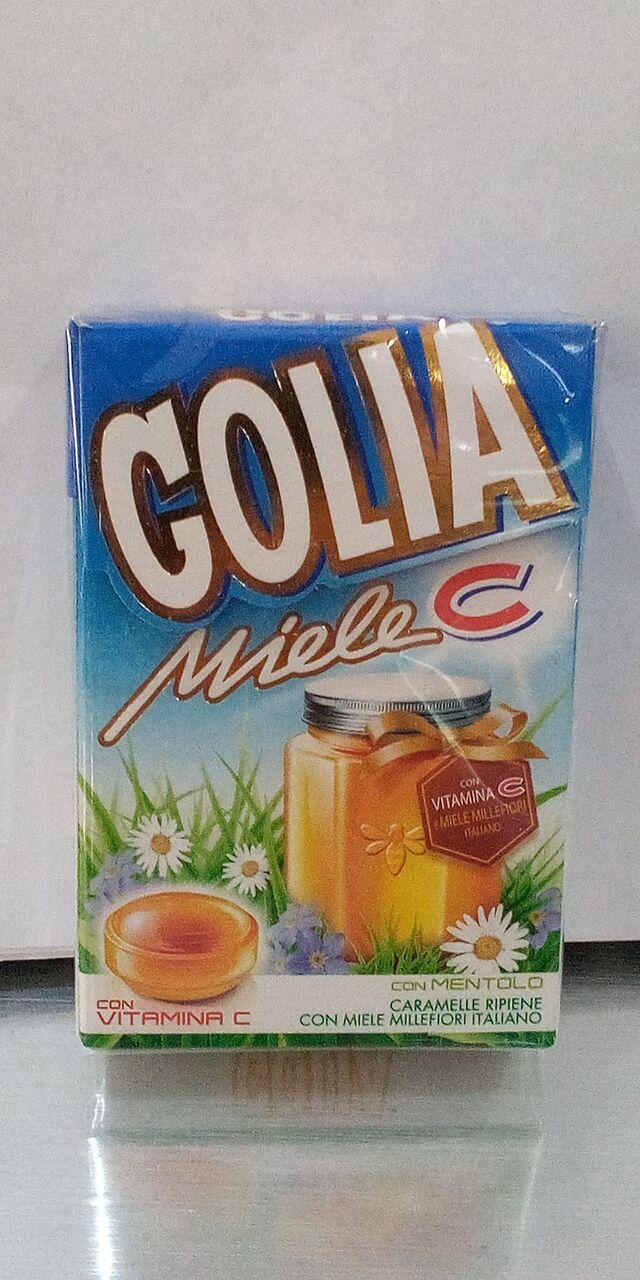 GOLIA
Miele C
CON
VITAMINA C
E MIELE MILLEFIORI
ITALIANO
CON MENTOLO
CON
VITAMINA C
CARAMELLE RIPIENE
CON MIELE MILLEFIORI ITALIANO